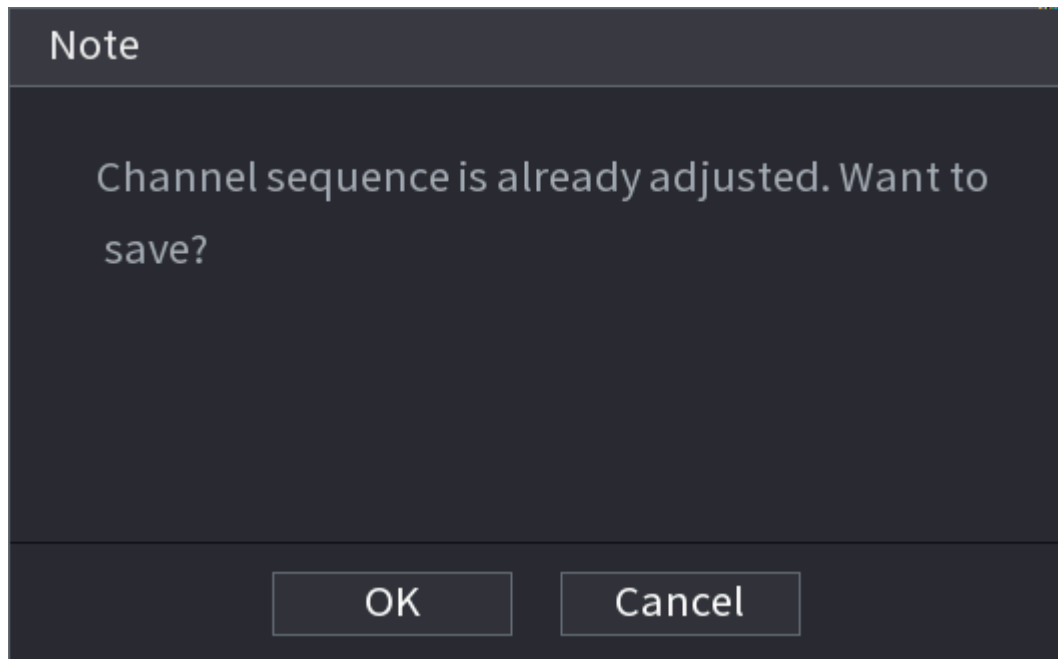 Note
Channel sequence is already adjusted. Want to
save?
OK
Cancel